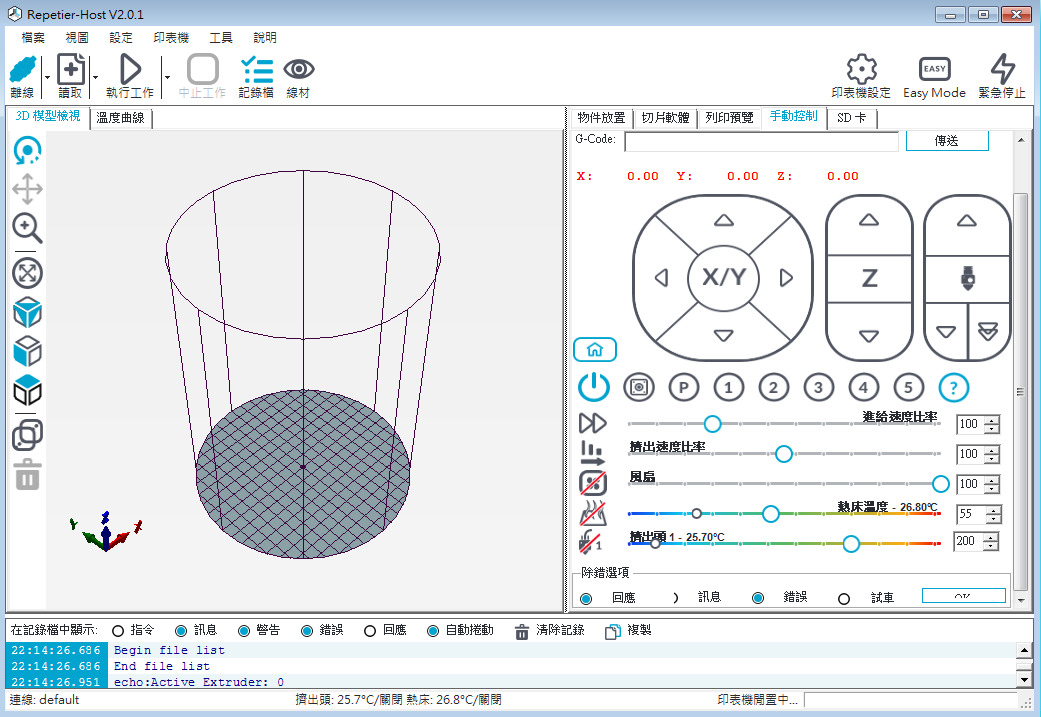 Repetier-Host V2.0.1
檔案 視圖 設定 印表機 工具 說明
離線 讀取 執行工作 中止工作 記錄檔 線材 印表機設定 EASY Easy Mode 緊急停止
3D 模型檢視 溫度曲線 物件放置 切片軟體 列印預覽 手動控制 SD 卡
G-Code: 傳送
X: 0.00 Y: 0.00 Z: 0.00
X/Y Z
P 1 2 3 4 5 ?
進給速度比率 100
擠出速度比率 100
風扇 100
熱床溫度 - 26.80°C 55
1 擠出頭 1 - 25.70°C 200
除錯選項
回應 訊息 錯誤 試車 OK
在記錄檔中顯示: 指令 訊息 警告 錯誤 回應 自動捲動 清除記錄 複製
22:14:26.686 Begin file list
22:14:26.686 End file list
22:14:26.951 echo:Active Extruder: 0
連線: default 擠出頭: 25.7°C/關閉 熱床: 26.8°C/關閉 印表機閒置中...